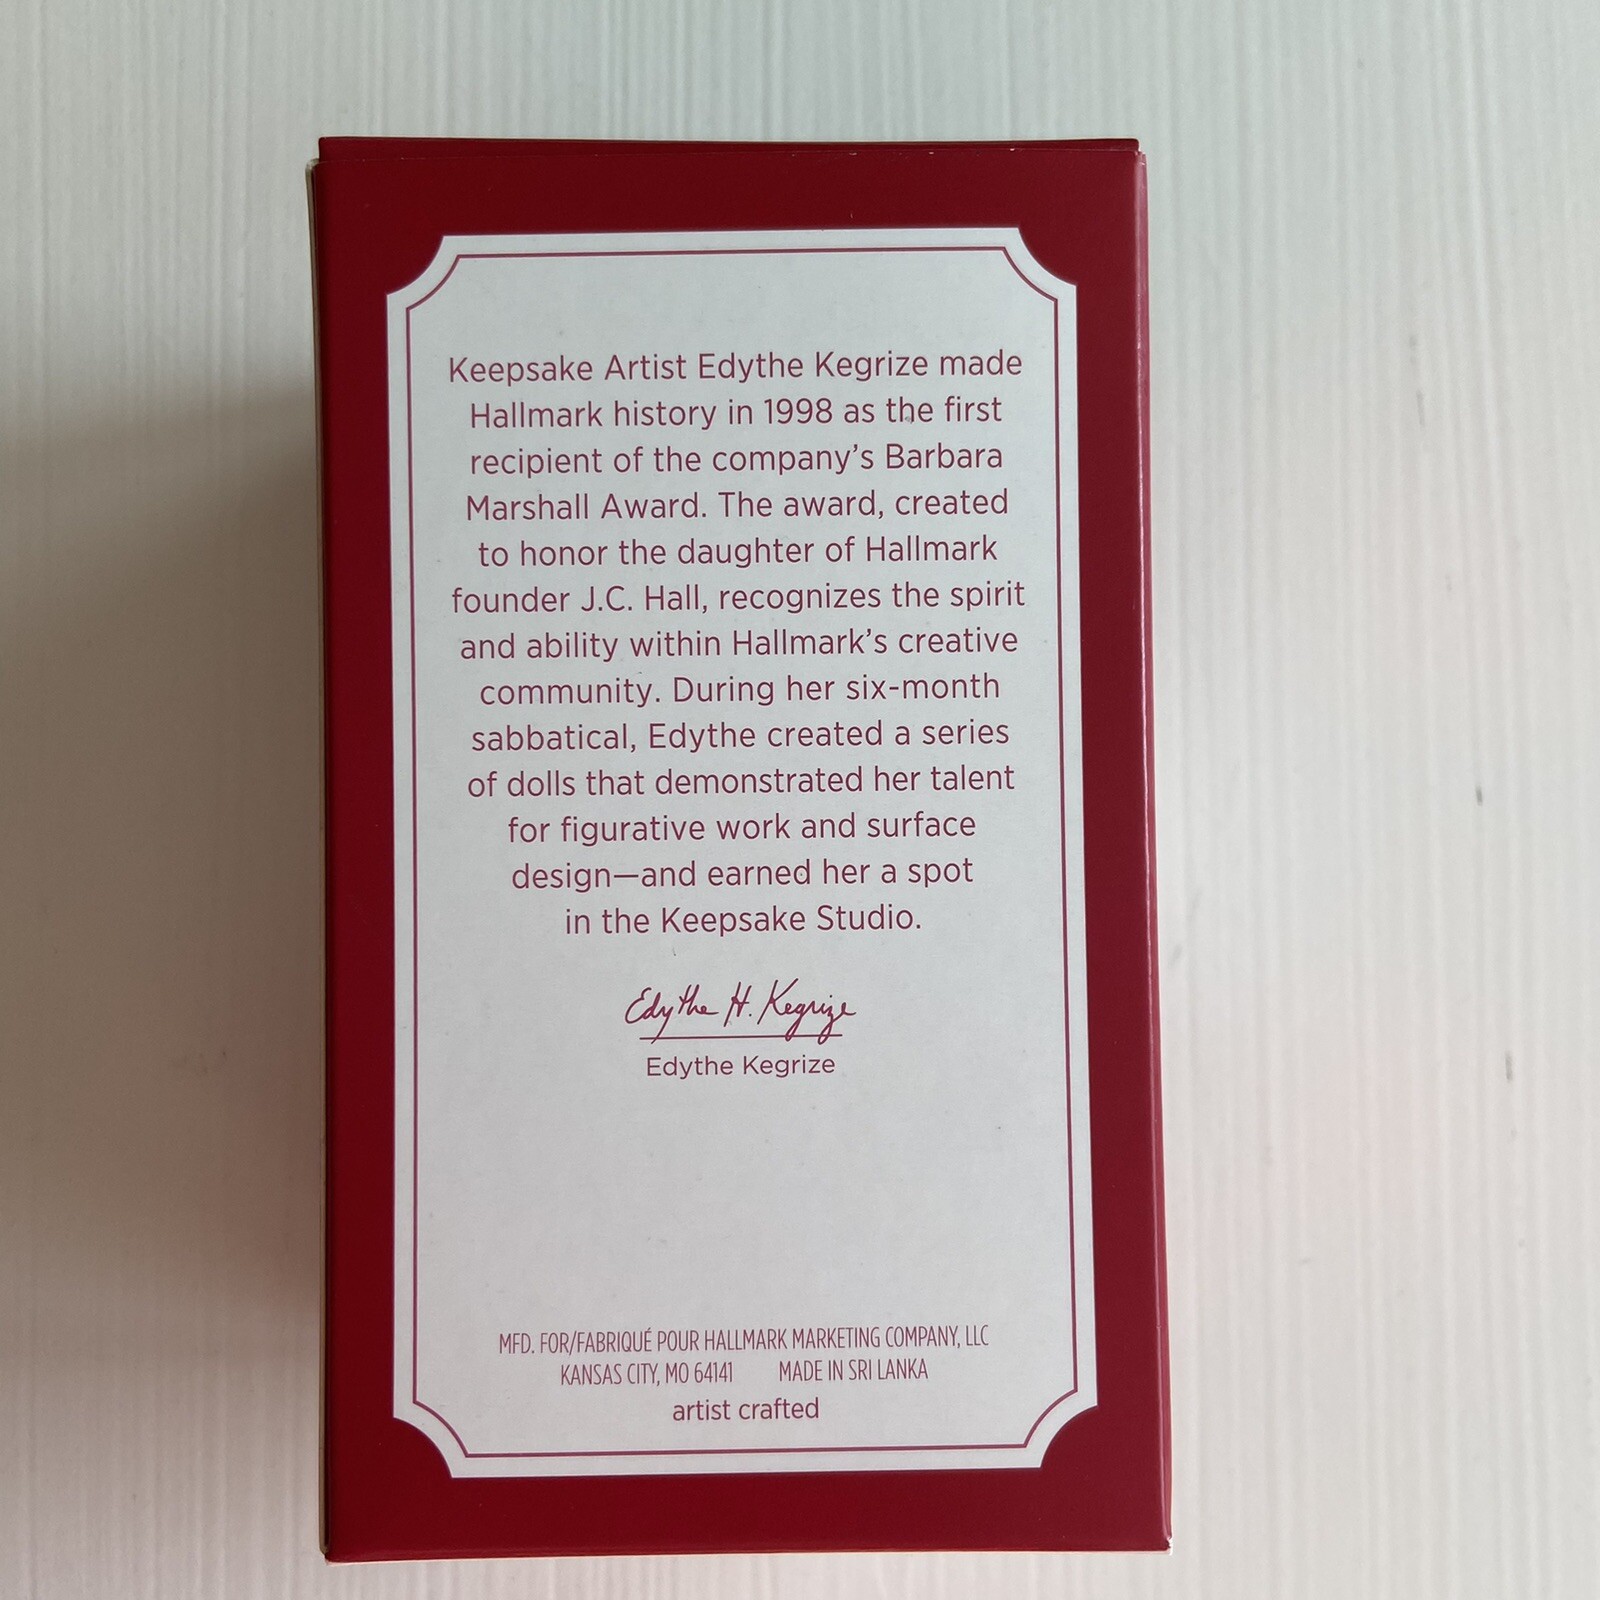 Keepsake Artist Edythe Kegrize made
Hallmark history in 1998 as the first
recipient of the company’s Barbara
Marshall Award. The award, created
to honor the daughter of Hallmark
founder J.C. Hall, recognizes the spirit
and ability within Hallmark’s creative
community. During her six-month
sabbatical, Edythe created a series
of dolls that demonstrated her talent
for figurative work and surface
design—and earned her a spot
in the Keepsake Studio.
Edythe H. Kegrize
Edythe Kegrize
MFD. FOR/FABRIQUÉ POUR HALLMARK MARKETING COMPANY, LLC
KANSAS CITY, MO 64141 MADE IN SRI LANKA
artist crafted